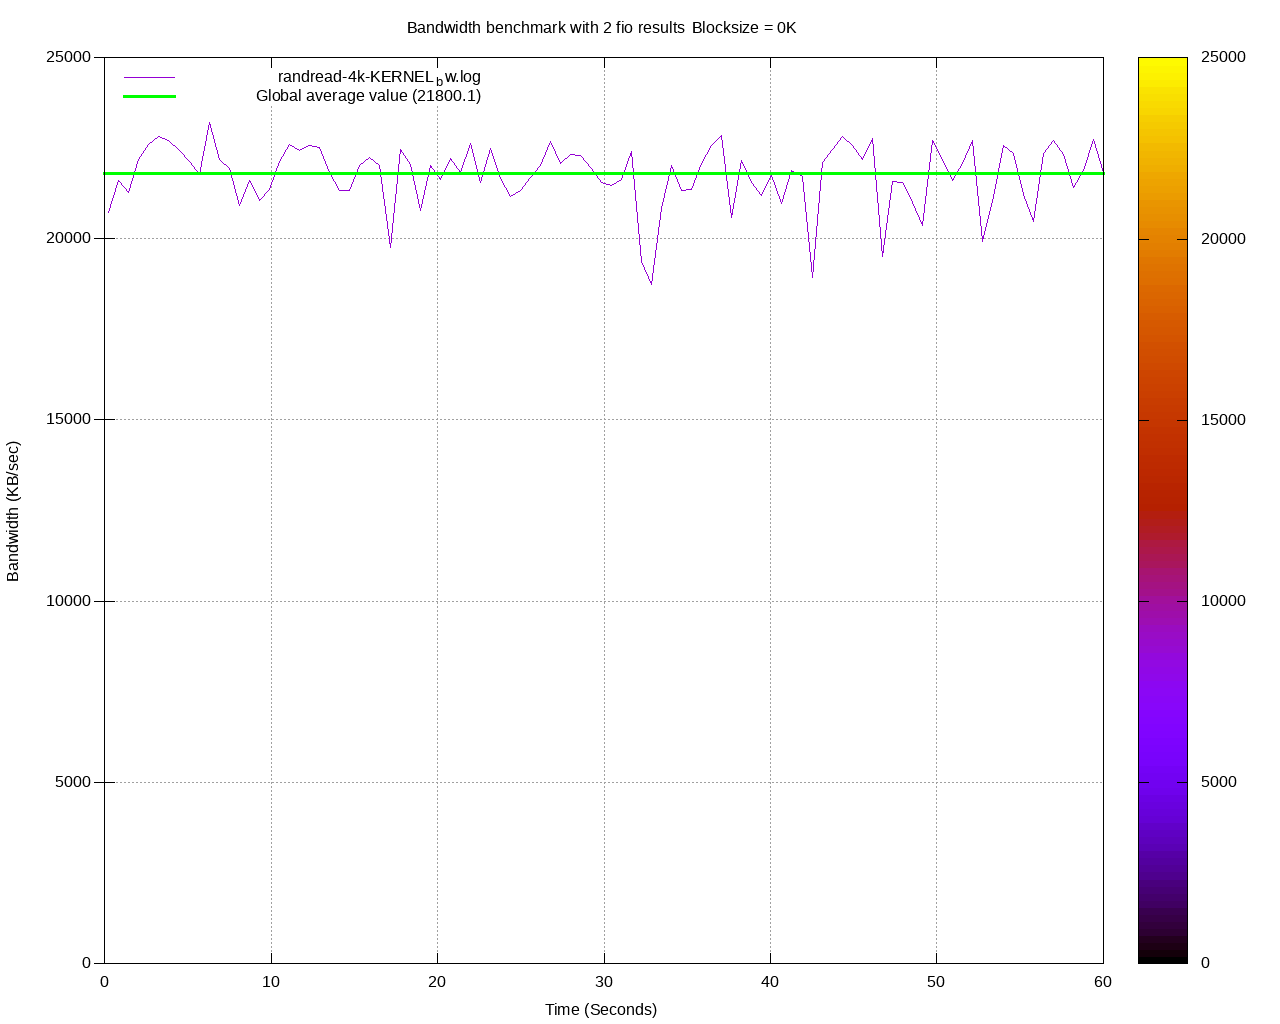 Bandwidth benchmark with 2 fio results Blocksize = 0K
randread-4k-KERNEL_bw.log
Global average value (21800.1)
25000
20000
15000
10000
5000
0
Bandwidth (KB/sec)
0 10 20 30 40 50 60
Time (Seconds)
25000
20000
15000
10000
5000
0